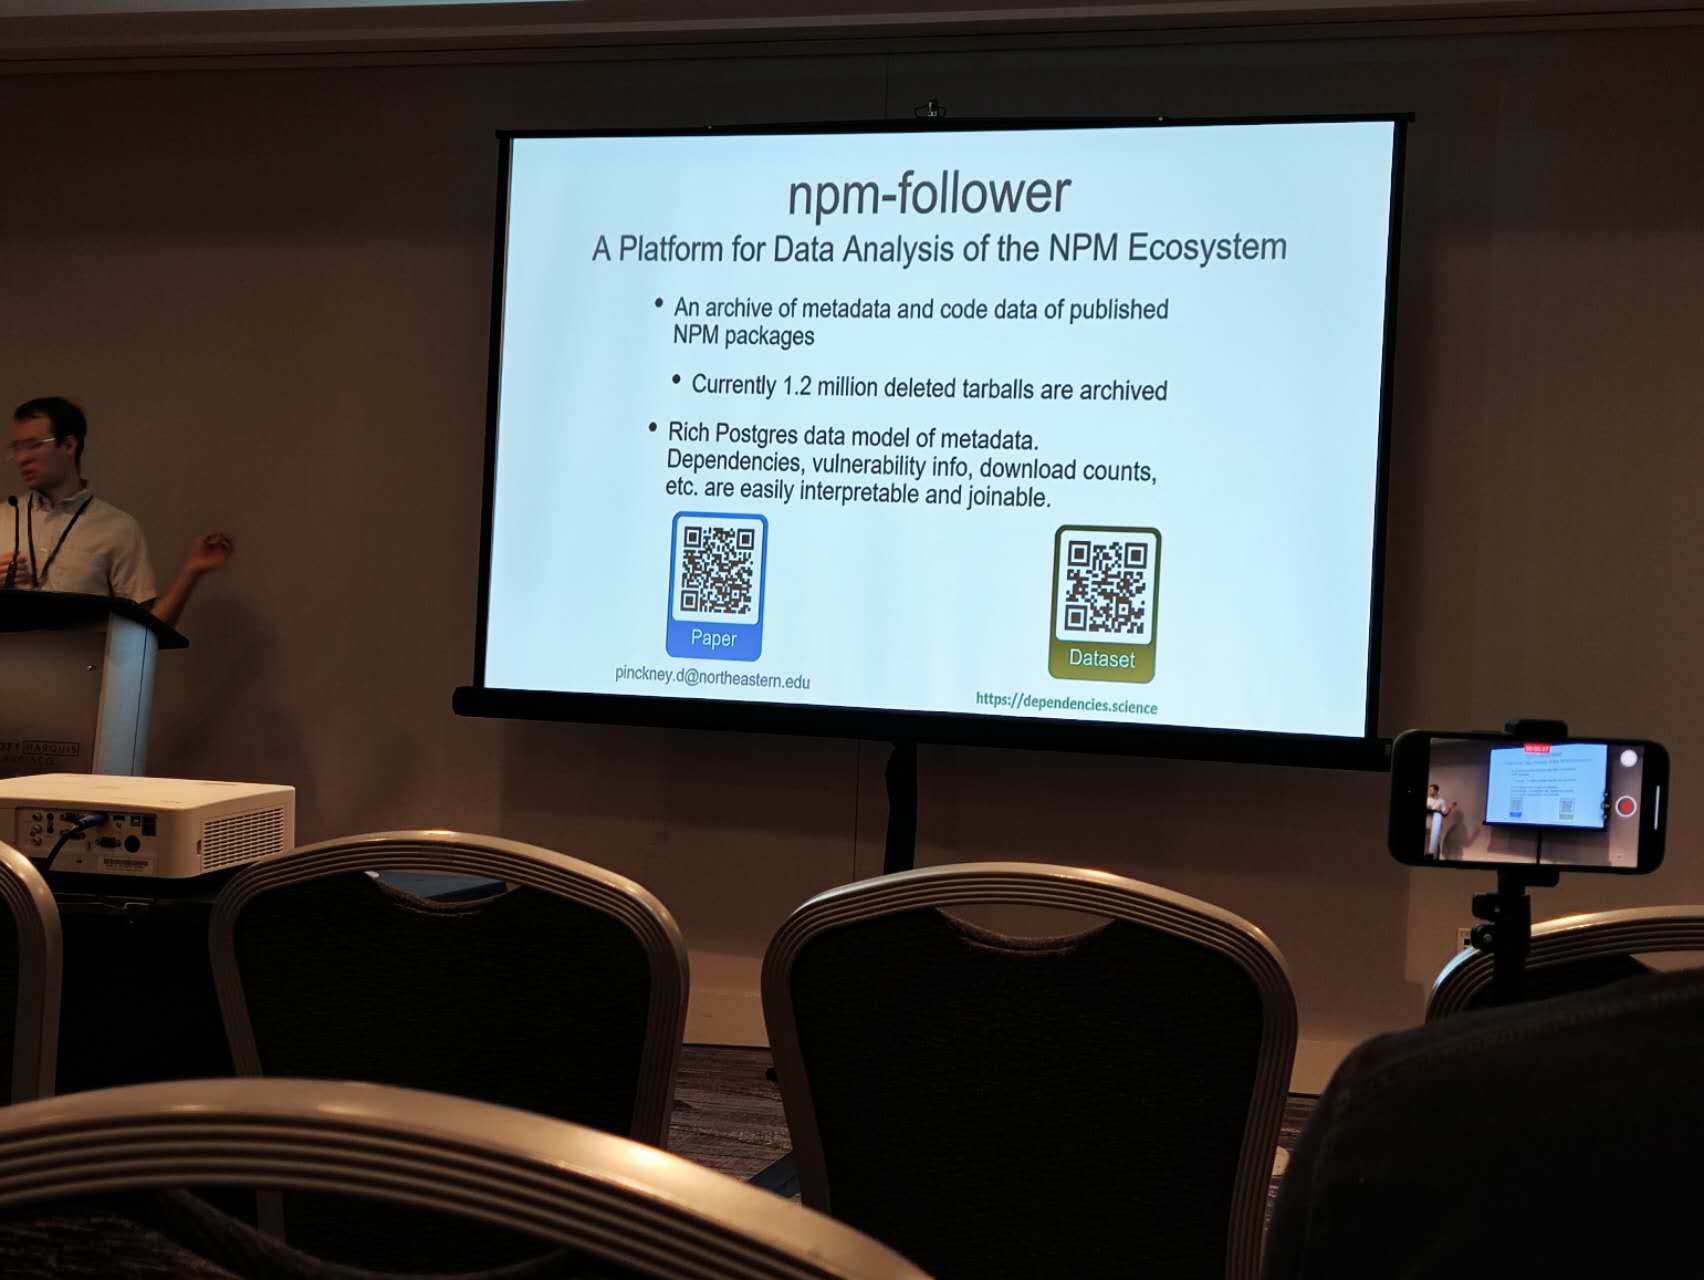 npm-follower
A Platform for Data Analysis of the NPM Ecosystem
• An archive of metadata and code data of published
NPM packages
• Currently 1.2 million deleted tarballs are archived
• Rich Postgres data model of metadata.
Dependencies, vulnerability info, download counts,
etc. are easily interpretable and joinable.
Paper
Dataset
pinckney.d@northeastern.edu
https://dependencies.science
MARQUIS